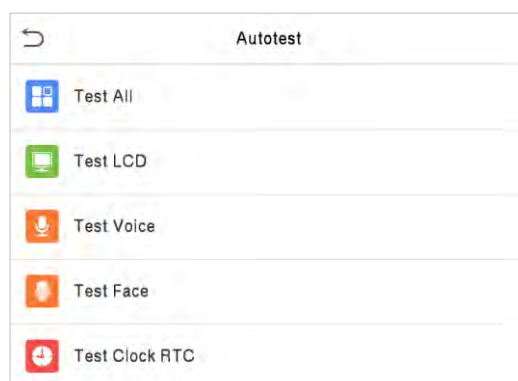 Autotest
Test All
Test LCD
Test Voice
Test Face
Test Clock RTC